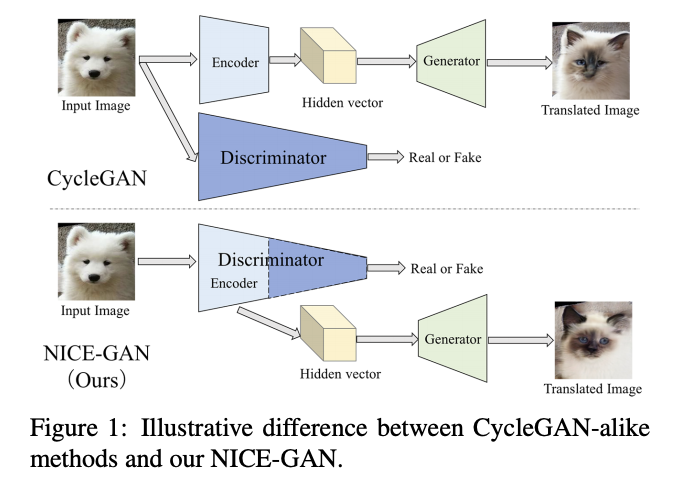 Encoder
Generator
Input Image
Hidden vector
Translated Image
Discriminator
Real or Fake
CycleGAN
Discriminator
Encoder
Real or Fake
Input Image
NICE-GAN
（Ours）
Generator
Hidden vector
Translated Image
Figure 1: Illustrative difference between CycleGAN-alike
methods and our NICE-GAN.